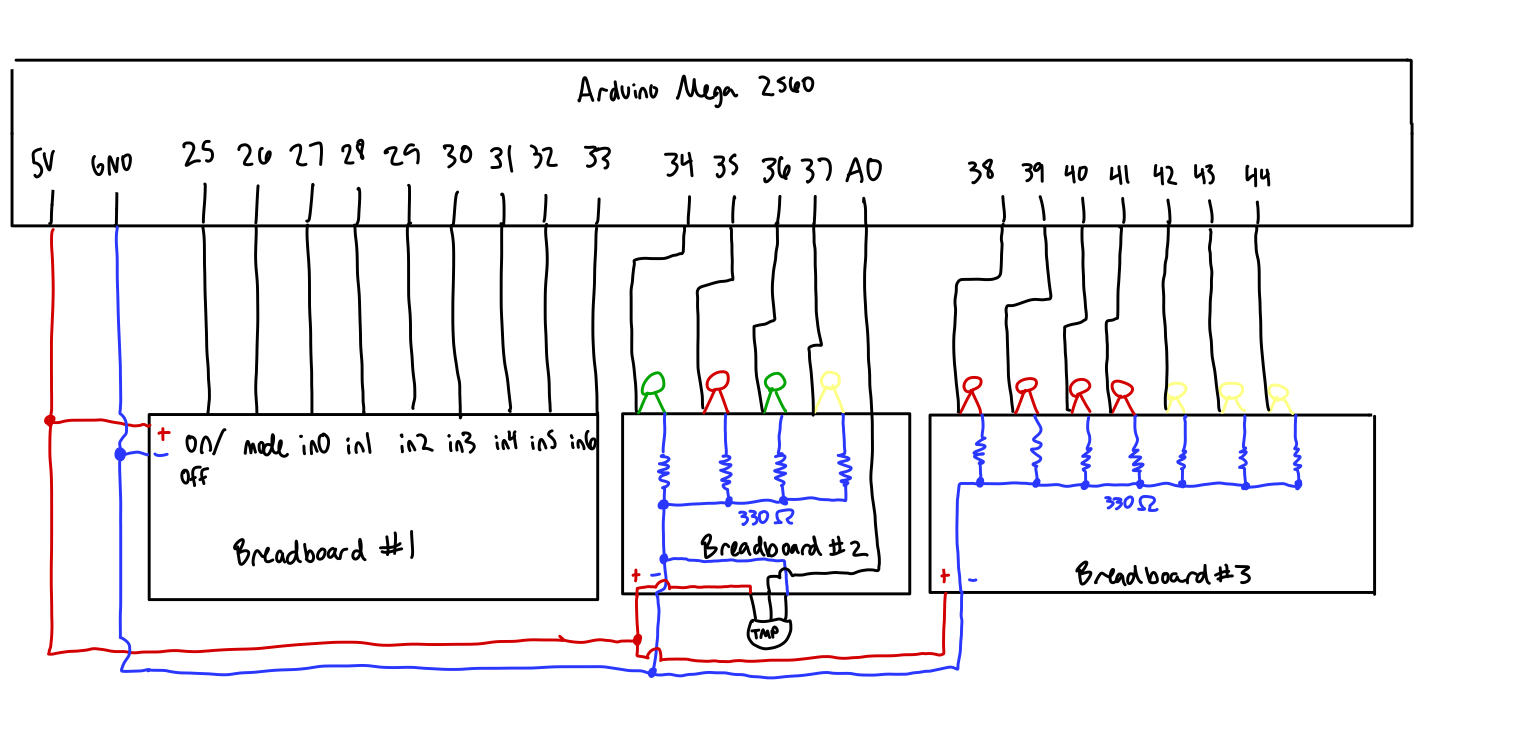 Arduino Mega 2560
5V GND 25 26 27 28 29 30 31 32 33 34 35 36 37 A0 38 39 40 41 42 43 44
+ on/ mode in0 in1 in2 in3 in4 in5 in6
-
off
330 Ω
330 Ω
Breadboard #1
Breadboard #2
+ -
Breadboard #3
+ -
TMP